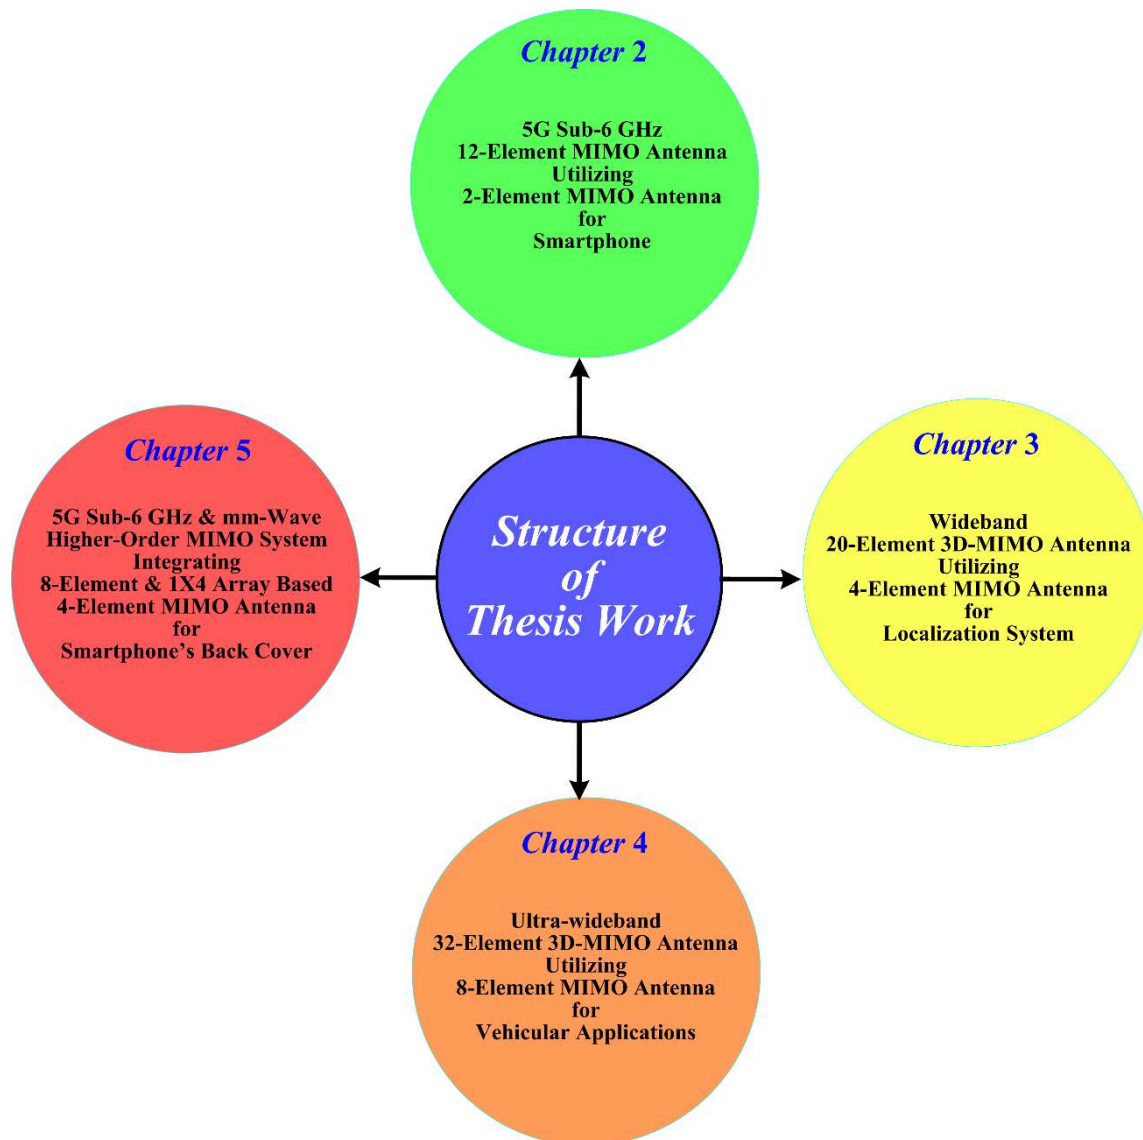 Chapter 2
5G Sub-6 GHz
12-Element MIMO Antenna
Utilizing
2-Element MIMO Antenna
for
Smartphone
Chapter 5
5G Sub-6 GHz & mm-Wave
Higher-Order MIMO System
Integrating
8-Element & 1X4 Array Based
4-Element MIMO Antenna
for
Smartphone’s Back Cover
Structure
of
Thesis Work
Chapter 3
Wideband
20-Element 3D-MIMO Antenna
Utilizing
4-Element MIMO Antenna
for
Localization System
Chapter 4
Ultra-wideband
32-Element 3D-MIMO Antenna
Utilizing
8-Element MIMO Antenna
for
Vehicular Applications